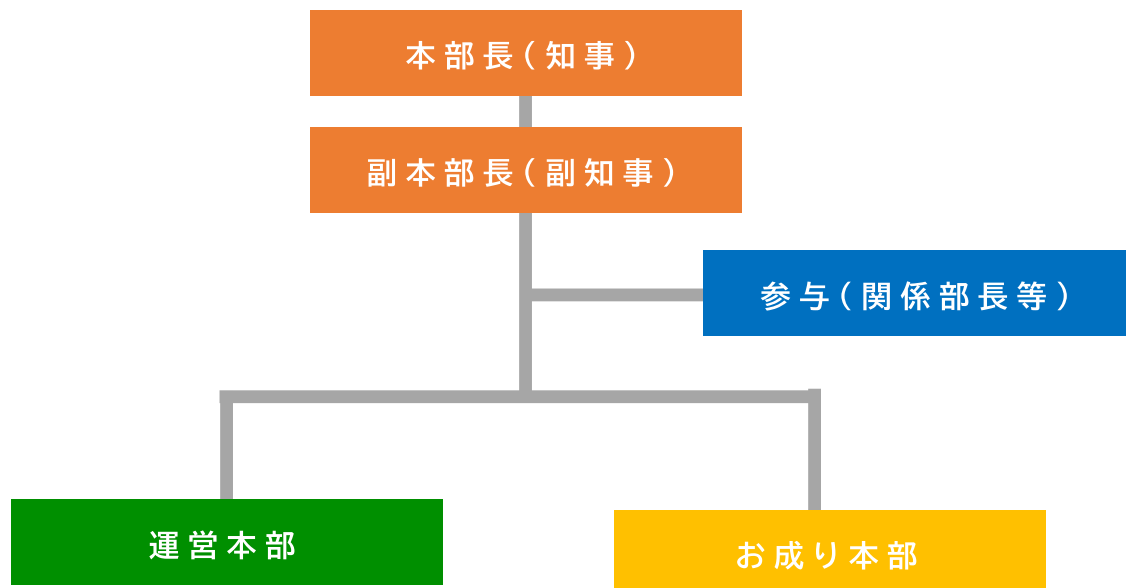 本部長(知事)
副本部長(副知事)
参与(関係部長等)
運営本部
お成り本部